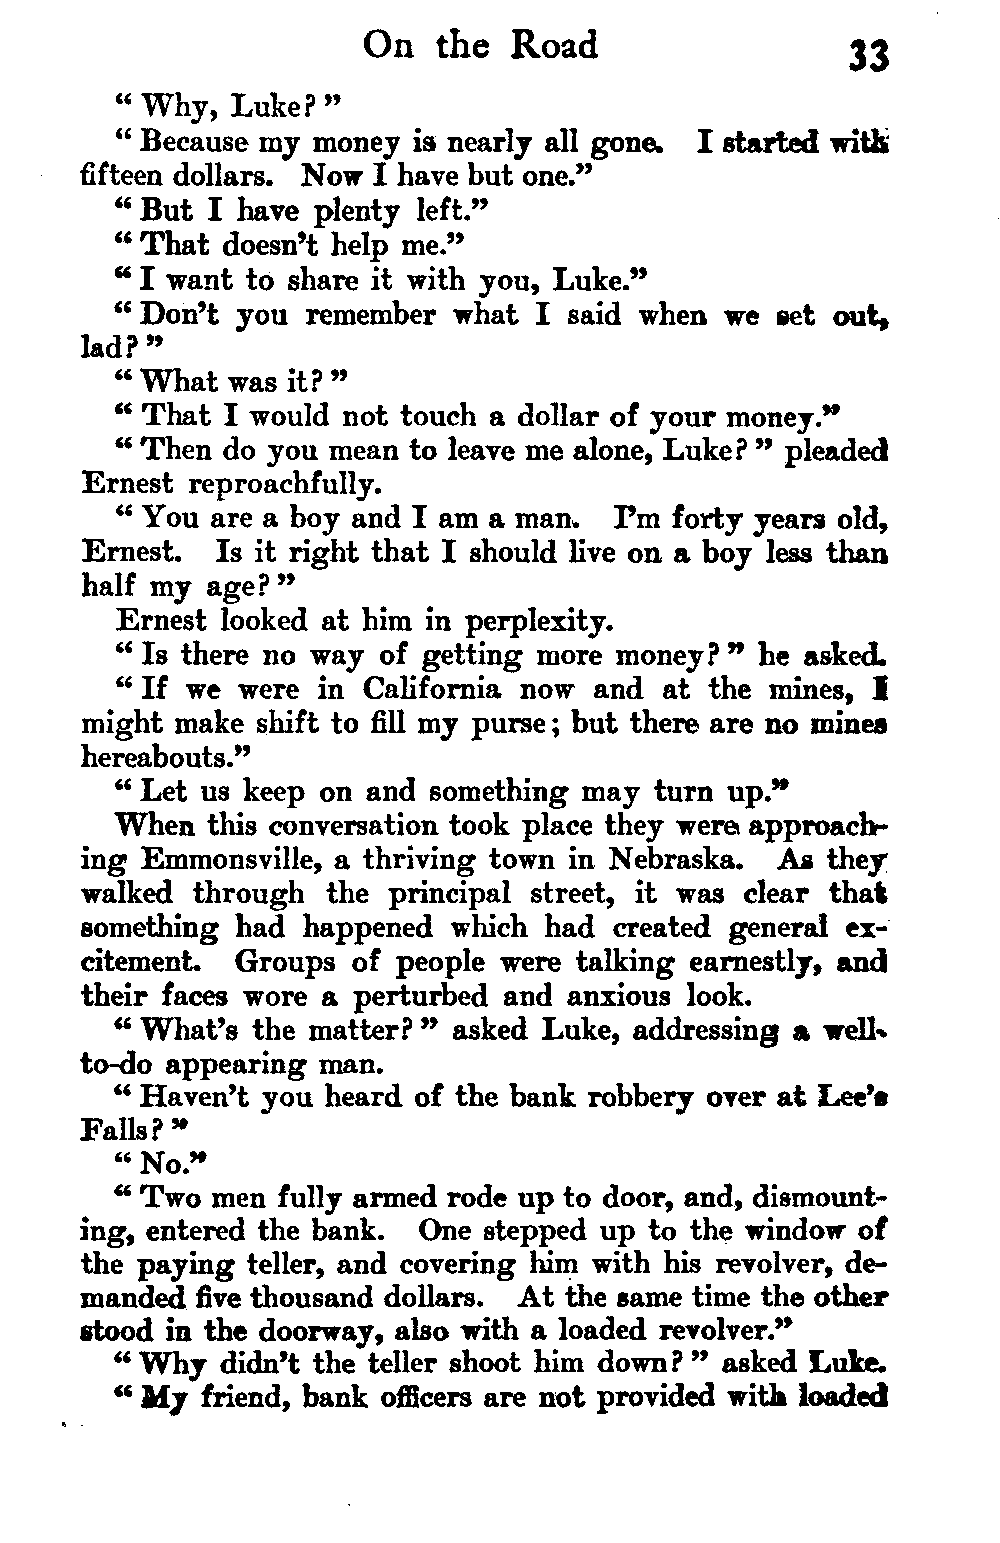 On the Road 33
" Why, Luke? "
" Because my money is nearly all gone. I started with
fifteen dollars. Now I have but one."
" But I have plenty left."
" That doesn't help me."
" I want to share it with you, Luke."
" Don't you remember what I said when we set out,
lad? "
" What was it? "
" That I would not touch a dollar of your money."
" Then do you mean to leave me alone, Luke? " pleaded
Ernest reproachfully.
" You are a boy and I am a man. I'm forty years old,
Ernest. Is it right that I should live on a boy less than
half my age? "
Ernest looked at him in perplexity.
" Is there no way of getting more money? " he asked.
" If we were in California now and at the mines, I
might make shift to fill my purse; but there are no mines
hereabouts."
" Let us keep on and something may turn up."
When this conversation took place they were approach-
ing Emmonsville, a thriving town in Nebraska. As they
walked through the principal street, it was clear that
something had happened which had created general ex-
citement. Groups of people were talking earnestly, and
their faces wore a perturbed and anxious look.
" What's the matter? " asked Luke, addressing a well-
to-do appearing man.
" Haven't you heard of the bank robbery over at Lee's
Falls? "
" No."
" Two men fully armed rode up to door, and, dismount-
ing, entered the bank. One stepped up to the window of
the paying teller, and covering him with his revolver, de-
manded five thousand dollars. At the same time the other
stood in the doorway, also with a loaded revolver."
" Why didn't the teller shoot him down? " asked Luke.
" My friend, bank officers are not provided with loaded